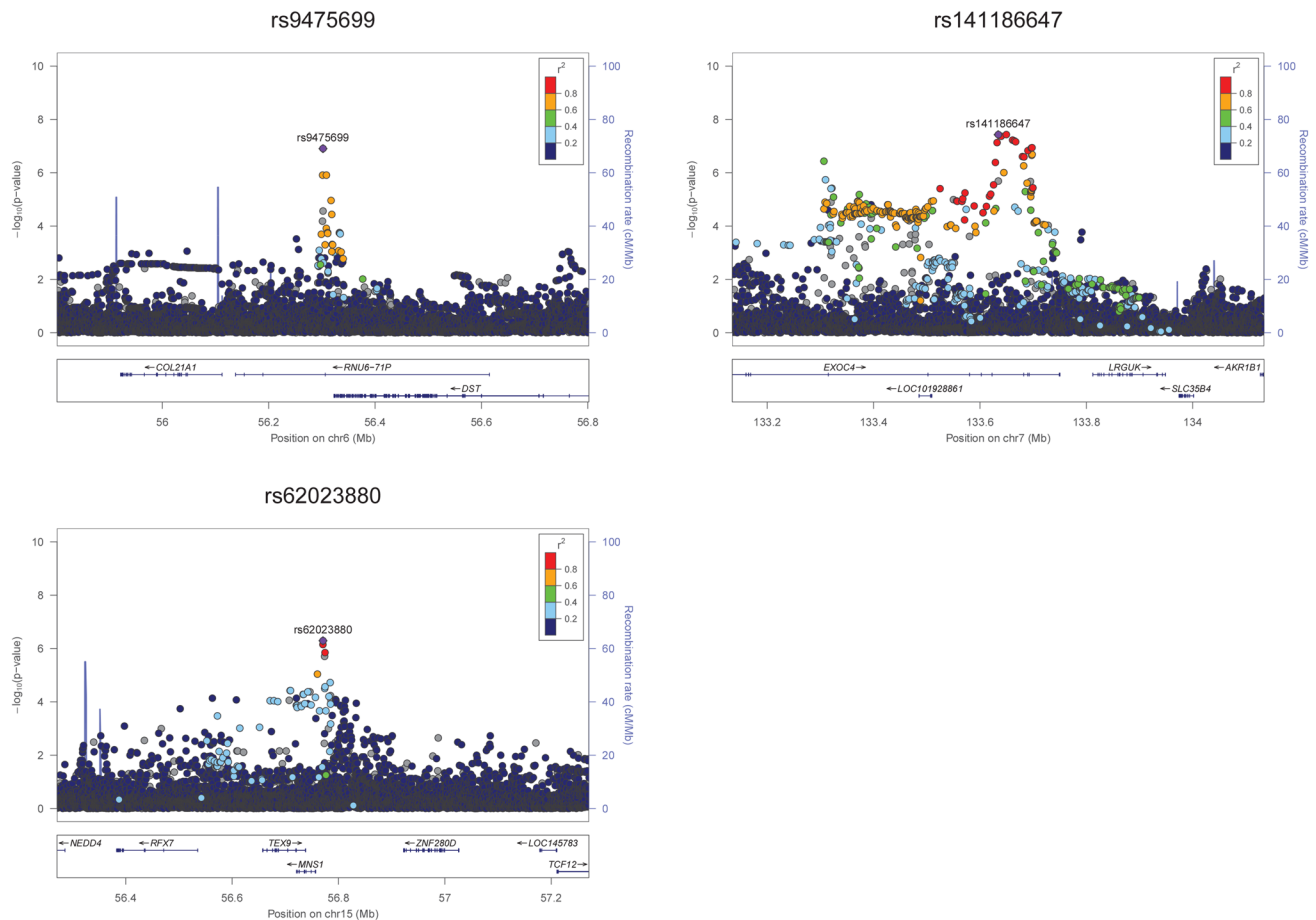 rs9475699
rs9475699
r²
0.8
0.6
0.4
0.2
10
8
6
4
2
0
−log₁₀(p−value)
100
80
60
40
20
0
Recombination rate (cM/Mb)
←COL21A1
←RNU6−71P
←DST
56
56.2
56.4
56.6
56.8
Position on chr6 (Mb)
rs141186647
rs141186647
r²
0.8
0.6
0.4
0.2
10
8
6
4
2
0
−log₁₀(p−value)
100
80
60
40
20
0
Recombination rate (cM/Mb)
EXOC4→
LRGUK→
←AKR1B1
←LOC101928861
←SLC35B4
133.2
133.4
133.6
133.8
134
Position on chr7 (Mb)
rs62023880
rs62023880
r²
0.8
0.6
0.4
0.2
10
8
6
4
2
0
−log₁₀(p−value)
100
80
60
40
20
0
Recombination rate (cM/Mb)
←NEDD4
←RFX7
TEX9→
←ZNF280D
←LOC145783
←MNS1
TCF12→
56.4
56.6
56.8
57
57.2
Position on chr15 (Mb)